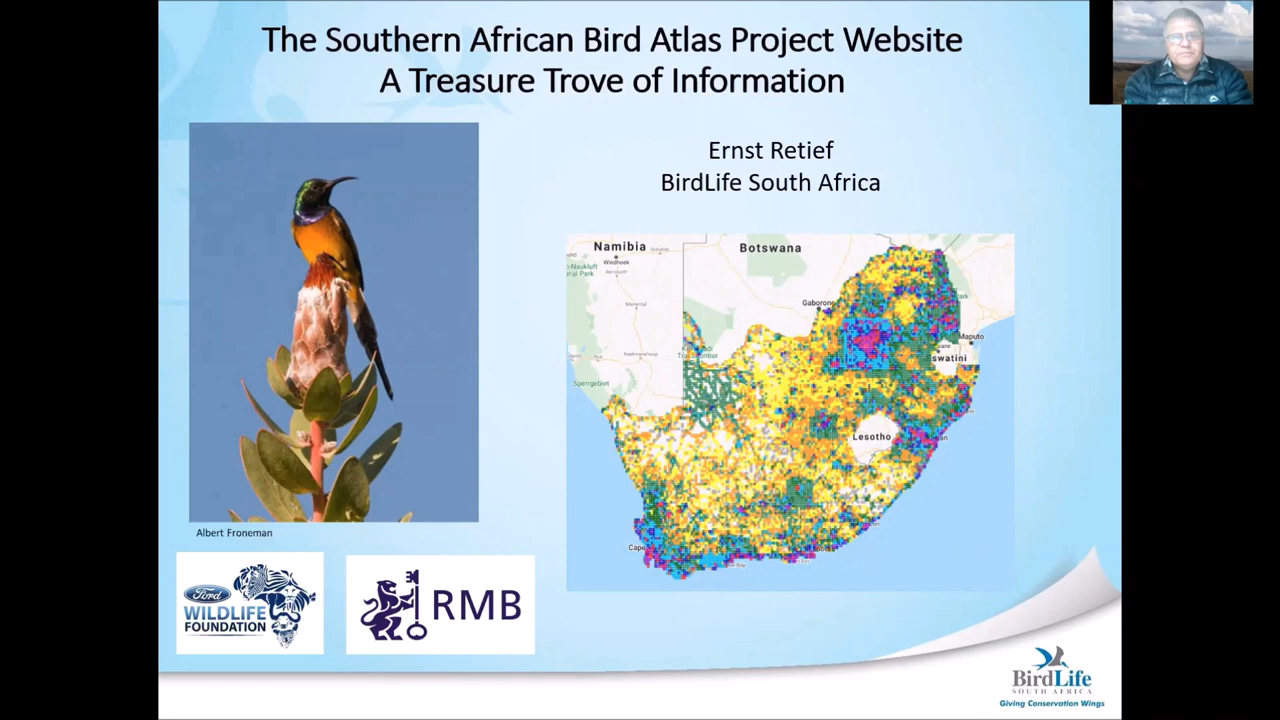 The Southern African Bird Atlas Project Website
A Treasure Trove of Information
Ernst Retief
BirdLife South Africa
Namibia
Botswana
Windhoek
Gaborone
Maputo
Lesotho
Albert Froneman
Ford
WILDLIFE
FOUNDATION
RMB
BirdLife
SOUTH AFRICA
Giving Conservation Wings